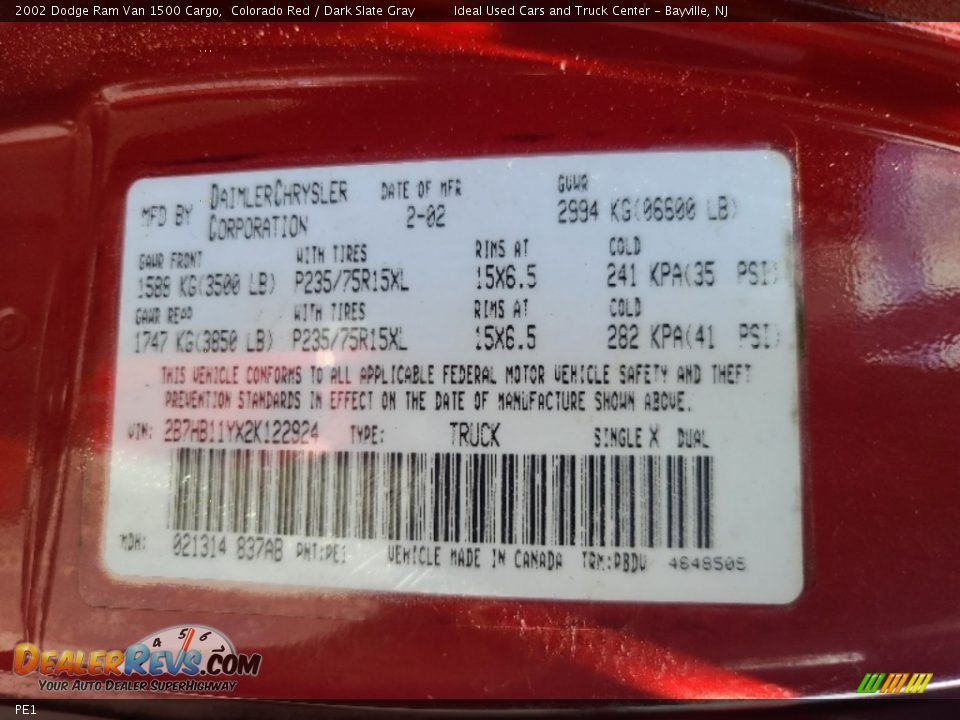 2002 Dodge Ram Van 1500 Cargo, Colorado Red / Dark Slate Gray Ideal Used Cars and Truck Center - Bayville, NJ
MFD BY DAIMLERCHRYSLER CORPORATION DATE OF MFR 2-02 GVWR 2994 KG(06600 LB)
GAWR FRONT WITH TIRES RIMS AT COLD
1588 KG(3500 LB) P235/75R15XL 15X6.5 241 KPA(35 PSI)
GAWR REAR WITH TIRES RIMS AT COLD
1747 KG(3850 LB) P235/75R15XL 15X6.5 282 KPA(41 PSI)
THIS VEHICLE CONFORMS TO ALL APPLICABLE FEDERAL MOTOR VEHICLE SAFETY AND THEFT
PREVENTION STANDARDS IN EFFECT ON THE DATE OF MANUFACTURE SHOWN ABOVE.
VIN: 2B7HB11YX2K122924 TYPE: TRUCK SINGLE X DUAL
MDH: 021314 837AB PNT:PE1 VEHICLE MADE IN CANADA TRM:PBDV 4648505
4 5 6
DEALERREVS.COM
YOUR AUTO DEALER SUPERHIGHWAY
PE1